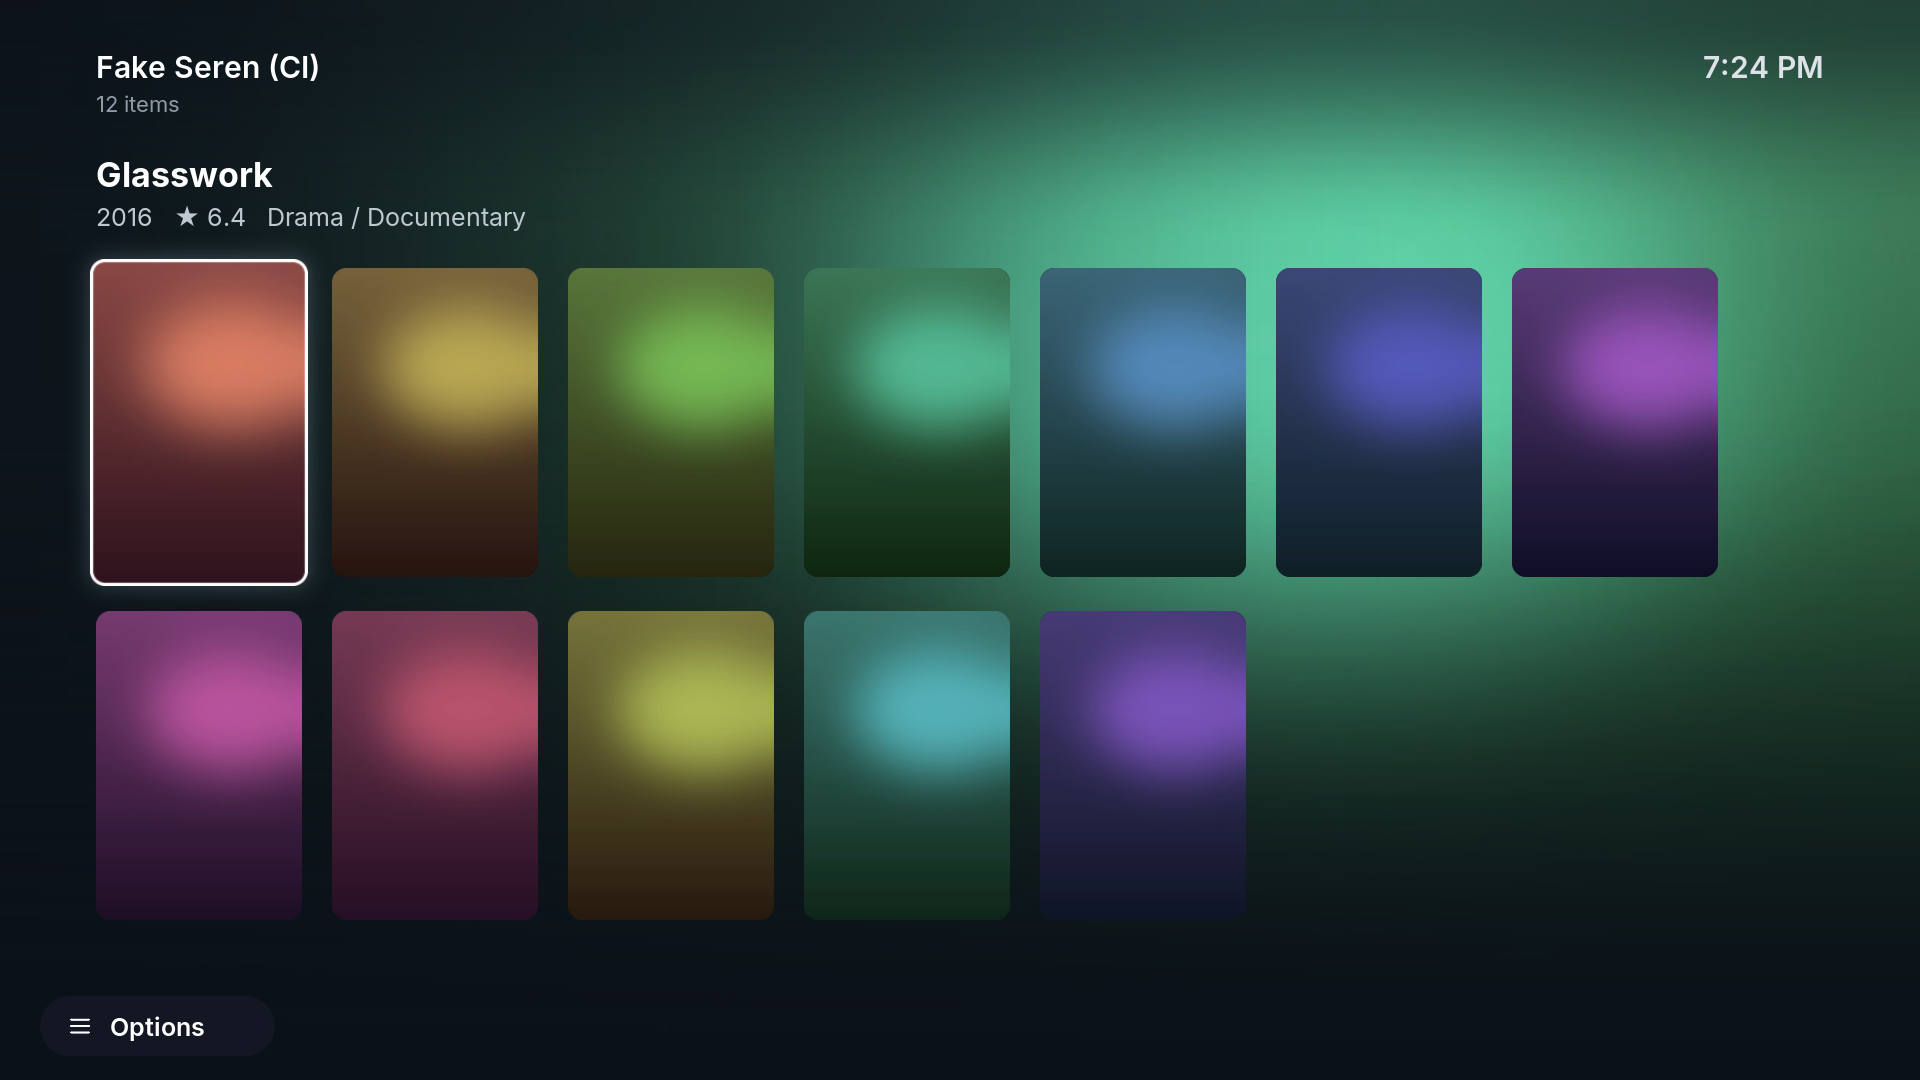 Fake Seren (CI)
12 items
7:24 PM
Glasswork
2016 ★ 6.4 Drama / Documentary
Options